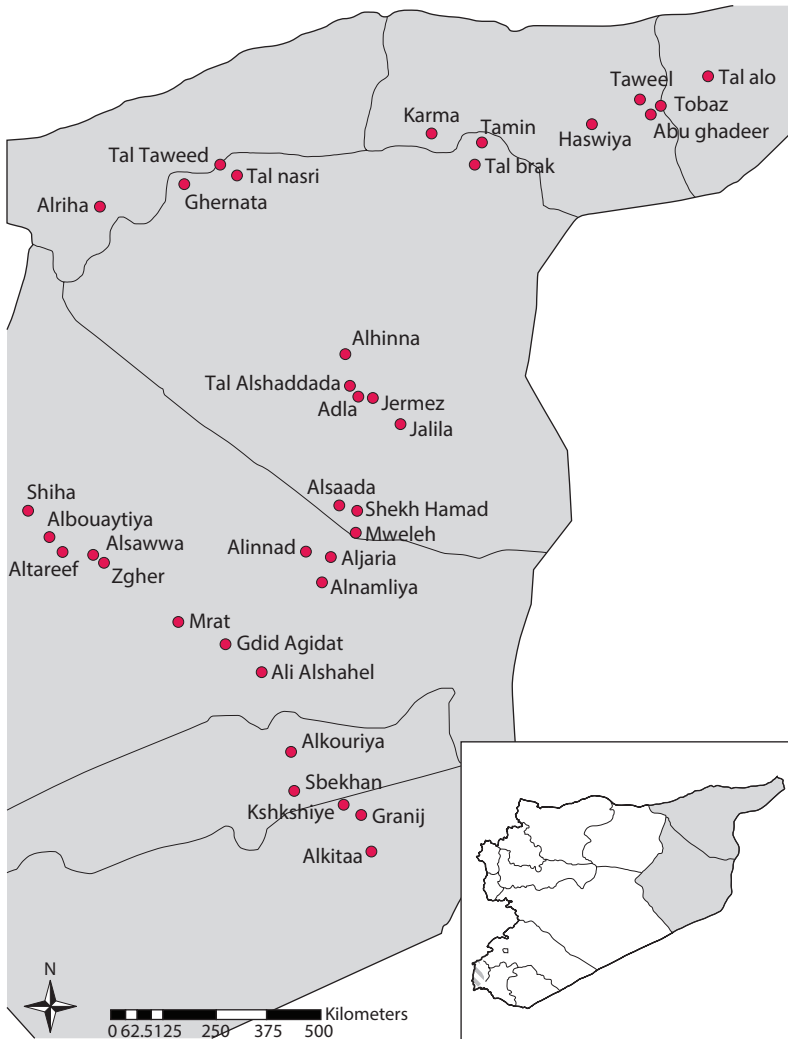 Tal alo
Taweel
Tobaz
Karma
Tamin
Haswiya
Abu ghadeer
Tal Taweed
Tal nasri
Tal brak
Ghernata
Alriha
Alhinna
Tal Alshaddada
Adla
Jermez
Jalila
Alsaada
Shiha
Shekh Hamad
Albouaytiya
Mweleh
Alsawwa
Alinnad
Aljaria
Altareef
Zgher
Alnamliya
Mrat
Gdid Agidat
Ali Alshahel
Alkouriya
Sbekhan
Kshkshiye
Granij
Alkitaa
N
Kilometers
0 62.5125 250 375 500